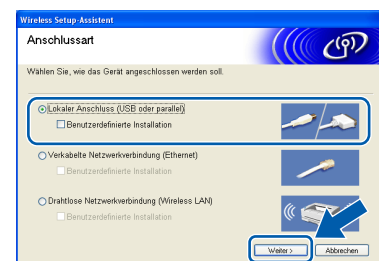 Wireless Setup-Assistent
Anschlussart
Wählen Sie, wie das Gerät angeschlossen werden soll.
Lokaler Anschluss (USB oder parallel)
Benutzerdefinierte Installation
Verkabelte Netzwerkverbindung (Ethernet)
Benutzerdefinierte Installation
Drahtlose Netzwerkverbindung (Wireless LAN)
Benutzerdefinierte Installation
Weiter > Abbrechen